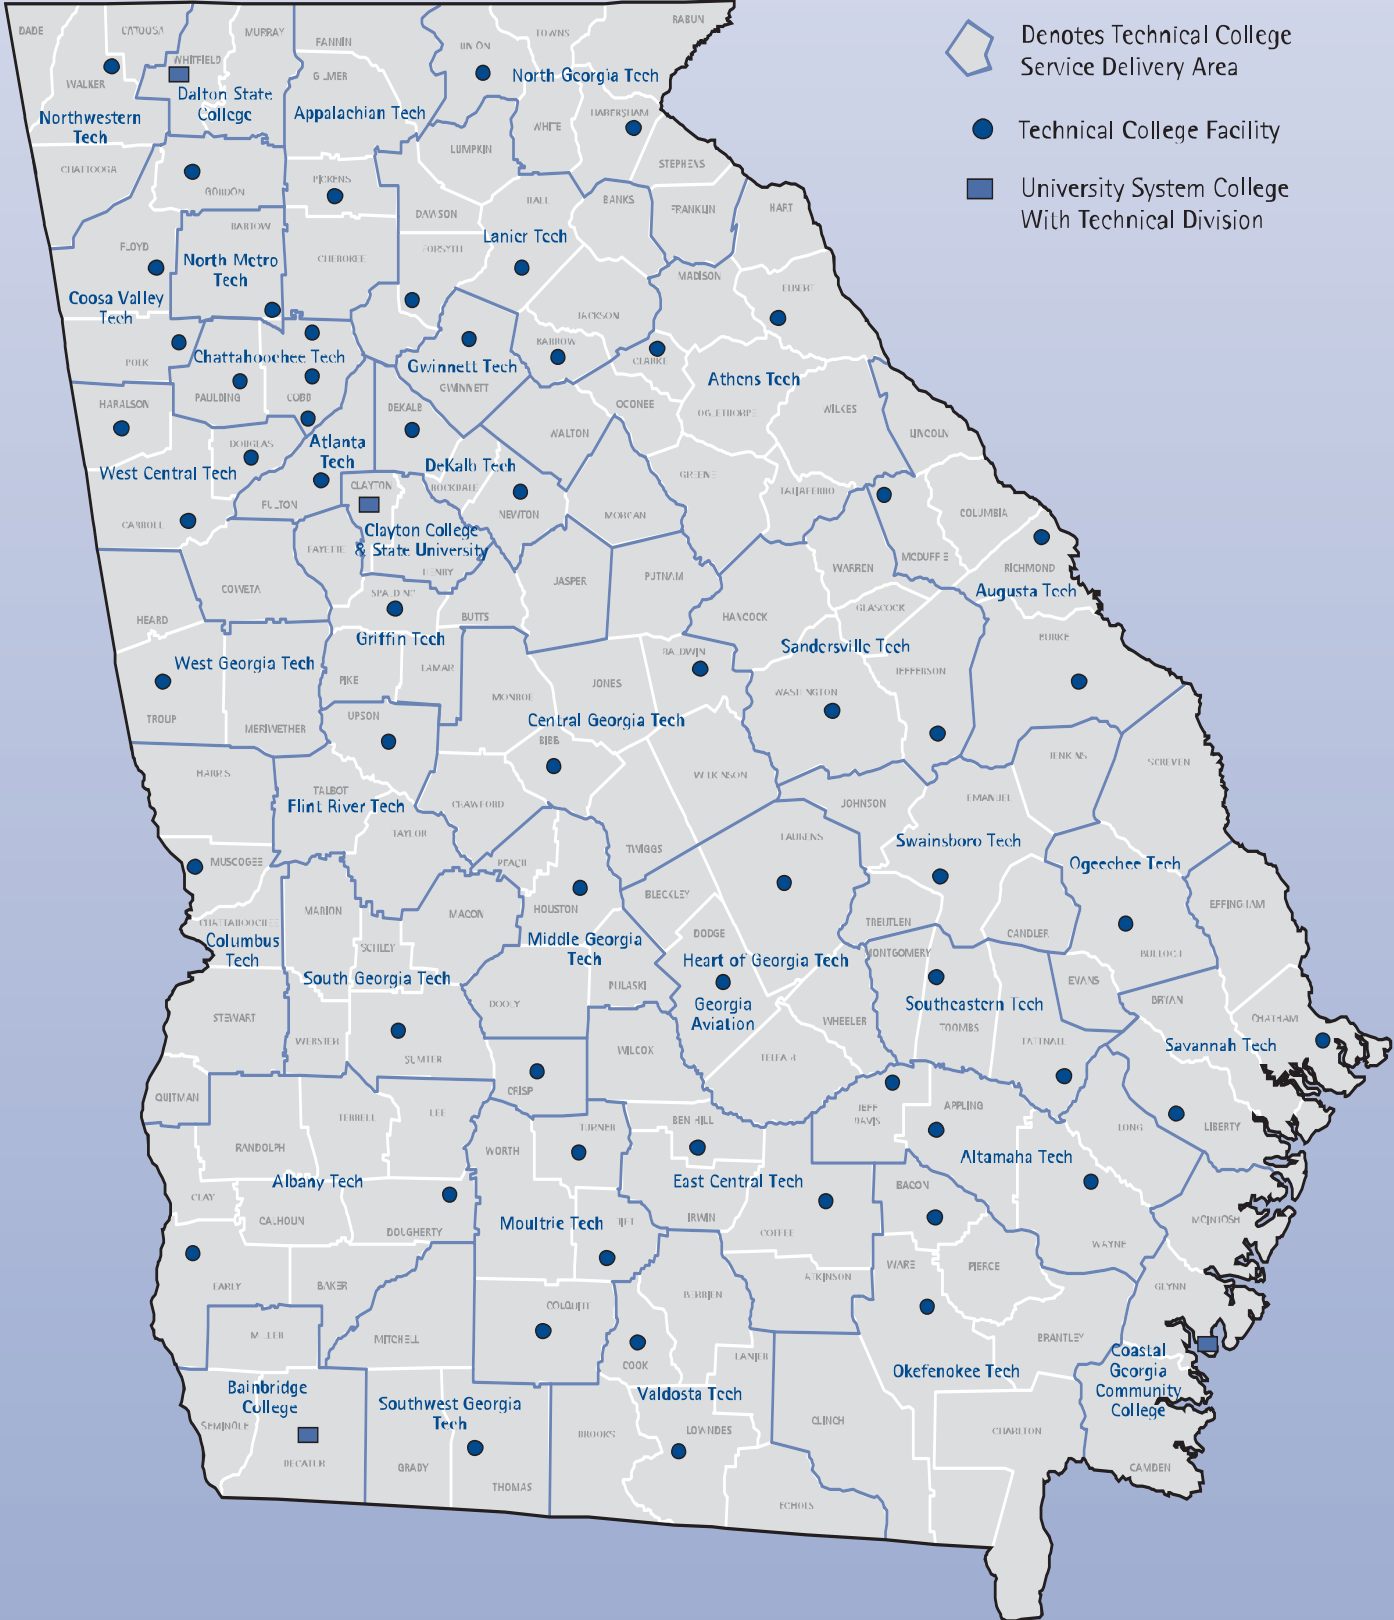 DADE
CATOOSA
WHITFIELD
MURRAY
FANNIN
UNION
TOWNS
RABUN
WALKER
Northwestern
Tech
Dalton State
College
GILMER
Appalachian Tech
North Georgia Tech
HABERSHAM
WHITE
LUMPKIN
STEPHENS
CHATTOOGA
GORDON
PICKENS
DAWSON
HALL
BANKS
FRANKLIN
HART
FLOYD
BARTOW
CHEROKEE
FORSYTH
Lanier Tech
North Metro
Tech
Coosa Valley
Tech
MADISON
ELBERT
JACKSON
BARROW
CLARKE
POLK
Chattahoochee Tech
PAULDING
COBB
Gwinnett Tech
GWINNETT
Athens Tech
OCONEE
OGLETHORPE
WILKES
LINCOLN
HARALSON
DEKALB
DOUGLAS
Atlanta
Tech
WALTON
West Central Tech
DeKalb Tech
GREENE
TALIAFERRO
FULTON
CLAYTON
ROCKDALE
NEWTON
MORGAN
COLUMBIA
CARROLL
Clayton College
& State University
FAYETTE
HENRY
WARREN
MCDUFFIE
RICHMOND
Augusta Tech
COWETA
SPALDING
JASPER
PUTNAM
HANCOCK
GLASCOCK
HEARD
BUTTS
Griffin Tech
Sandersville Tech
BURKE
West Georgia Tech
PIKE
LAMAR
MONROE
JONES
BALDWIN
JEFFERSON
WASHINGTON
TROUP
MERIWETHER
UPSON
Central Georgia Tech
BIBB
WILKINSON
JENKINS
SCREVEN
HARRIS
TALBOT
Flint River Tech
CRAWFORD
JOHNSON
EMANUEL
TAYLOR
TWIGGS
LAURENS
Swainsboro Tech
Ogeechee Tech
MUSCOGEE
PEACH
BLECKLEY
MARION
MACON
HOUSTON
TREUTLEN
CANDLER
EFFINGHAM
CHATTAHOOCHEE
Columbus
Tech
SCHLEY
Middle Georgia
Tech
DODGE
Heart of Georgia Tech
MONTGOMERY
BULLOCH
South Georgia Tech
PULASKI
EVANS
BRYAN
DOOLY
Georgia
Aviation
WHEELER
Southeastern Tech
TOOMBS
TATTNALL
CHATHAM
Savannah Tech
STEWART
WEBSTER
SUMTER
WILCOX
TELFAIR
CRISP
QUITMAN
TERRELL
LEE
TURNER
BEN HILL
JEFF
DAVIS
APPLING
LONG
LIBERTY
RANDOLPH
WORTH
Altamaha Tech
Albany Tech
East Central Tech
BACON
CLAY
CALHOUN
DOUGHERTY
Moultrie Tech
TIFT
IRWIN
COFFEE
WAYNE
MCINTOSH
EARLY
BAKER
WARE
PIERCE
ATKINSON
GLYNN
BERRIEN
MILLER
MITCHELL
COLQUITT
COOK
LANIER
BRANTLEY
Okefenokee Tech
Coastal
Georgia
Community
College
Bainbridge
College
Southwest Georgia
Tech
Valdosta Tech
SEMINOLE
DECATUR
GRADY
THOMAS
BROOKS
LOWNDES
CLINCH
CHARLTON
CAMDEN
ECHOLS
Denotes Technical College
Service Delivery Area
Technical College Facility
University System College
With Technical Division